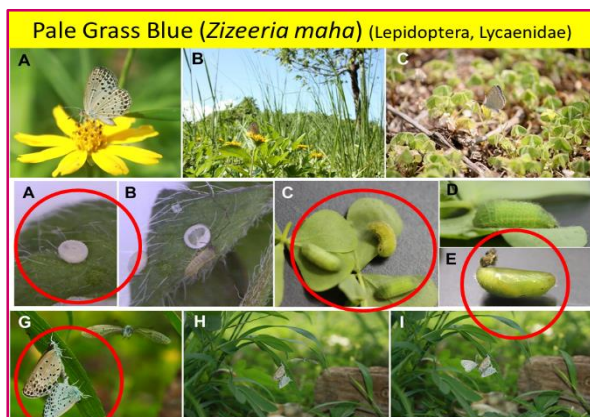 Pale Grass Blue (Zizeeria maha) (Lepidoptera, Lycaenidae)
A
B
C
A
B
C
D
E
G
H
I